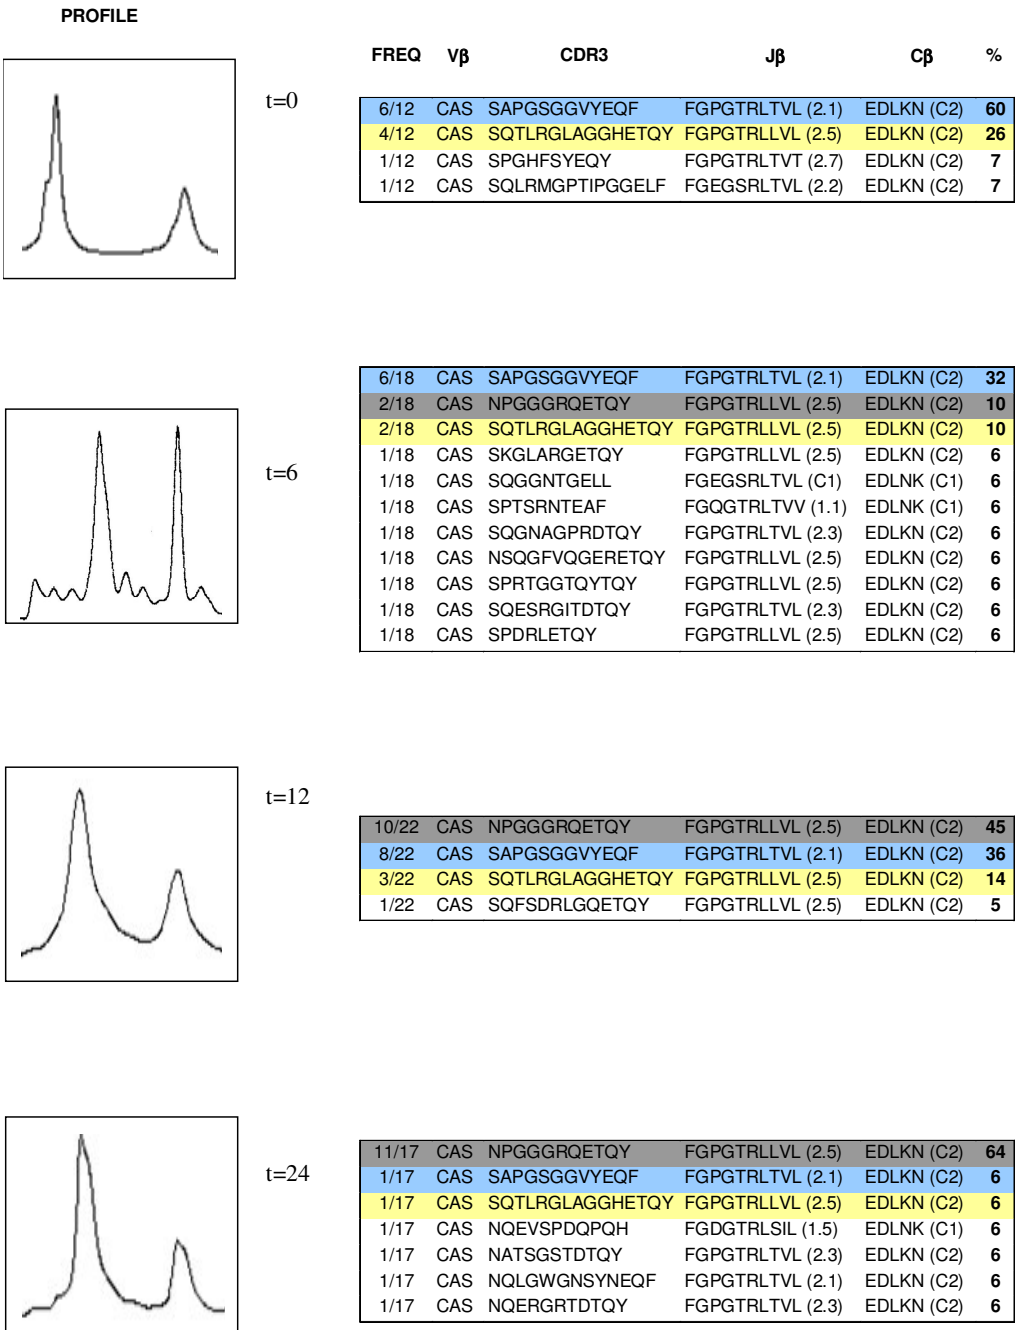 PROFILE
FREQ Vβ CDR3 Jβ Cβ %
t=0
6/12 CAS SAPGSGGVYEQF FGPGTRLTVL (2.1) EDLKN (C2) 60
4/12 CAS SQTLRGLAGGHETQY FGPGTRLLVL (2.5) EDLKN (C2) 26
1/12 CAS SPGHFSYEQY FGPGTRLTVT (2.7) EDLKN (C2) 7
1/12 CAS SQLRMGPTIPGGELF FGEGSRLTVL (2.2) EDLKN (C2) 7
t=6
6/18 CAS SAPGSGGVYEQF FGPGTRLTVL (2.1) EDLKN (C2) 32
2/18 CAS NPGGGRQETQY FGPGTRLLVL (2.5) EDLKN (C2) 10
2/18 CAS SQTLRGLAGGHETQY FGPGTRLLVL (2.5) EDLKN (C2) 10
1/18 CAS SKGLARGETQY FGPGTRLLVL (2.5) EDLKN (C2) 6
1/18 CAS SQGGNTGELL FGEGSRLTVL (C1) EDLNK (C1) 6
1/18 CAS SPTSRNTEAF FGQGTRLTVV (1.1) EDLNK (C1) 6
1/18 CAS SQGNAGPRDTQY FGPGTRLTVL (2.3) EDLKN (C2) 6
1/18 CAS NSQGFVQGERETQY FGPGTRLLVL (2.5) EDLKN (C2) 6
1/18 CAS SPRTGGTQYTQY FGPGTRLLVL (2.5) EDLKN (C2) 6
1/18 CAS SQESRGITDTQY FGPGTRLTVL (2.3) EDLKN (C2) 6
1/18 CAS SPDRLETQY FGPGTRLLVL (2.5) EDLKN (C2) 6
t=12
10/22 CAS NPGGGRQETQY FGPGTRLLVL (2.5) EDLKN (C2) 45
8/22 CAS SAPGSGGVYEQF FGPGTRLTVL (2.1) EDLKN (C2) 36
3/22 CAS SQTLRGLAGGHETQY FGPGTRLLVL (2.5) EDLKN (C2) 14
1/22 CAS SQFSDRLGQETQY FGPGTRLLVL (2.5) EDLKN (C2) 5
t=24
11/17 CAS NPGGGRQETQY FGPGTRLLVL (2.5) EDLKN (C2) 64
1/17 CAS SAPGSGGVYEQF FGPGTRLTVL (2.1) EDLKN (C2) 6
1/17 CAS SQTLRGLAGGHETQY FGPGTRLLVL (2.5) EDLKN (C2) 6
1/17 CAS NQEVSPDQPQH FGDGTRLSIL (1.5) EDLNK (C1) 6
1/17 CAS NATSGSTDTQY FGPGTRLTVL (2.3) EDLKN (C2) 6
1/17 CAS NQLGWGNSYNEQF FGPGTRLTVL (2.1) EDLKN (C2) 6
1/17 CAS NQERGRTDTQY FGPGTRLTVL (2.3) EDLKN (C2) 6